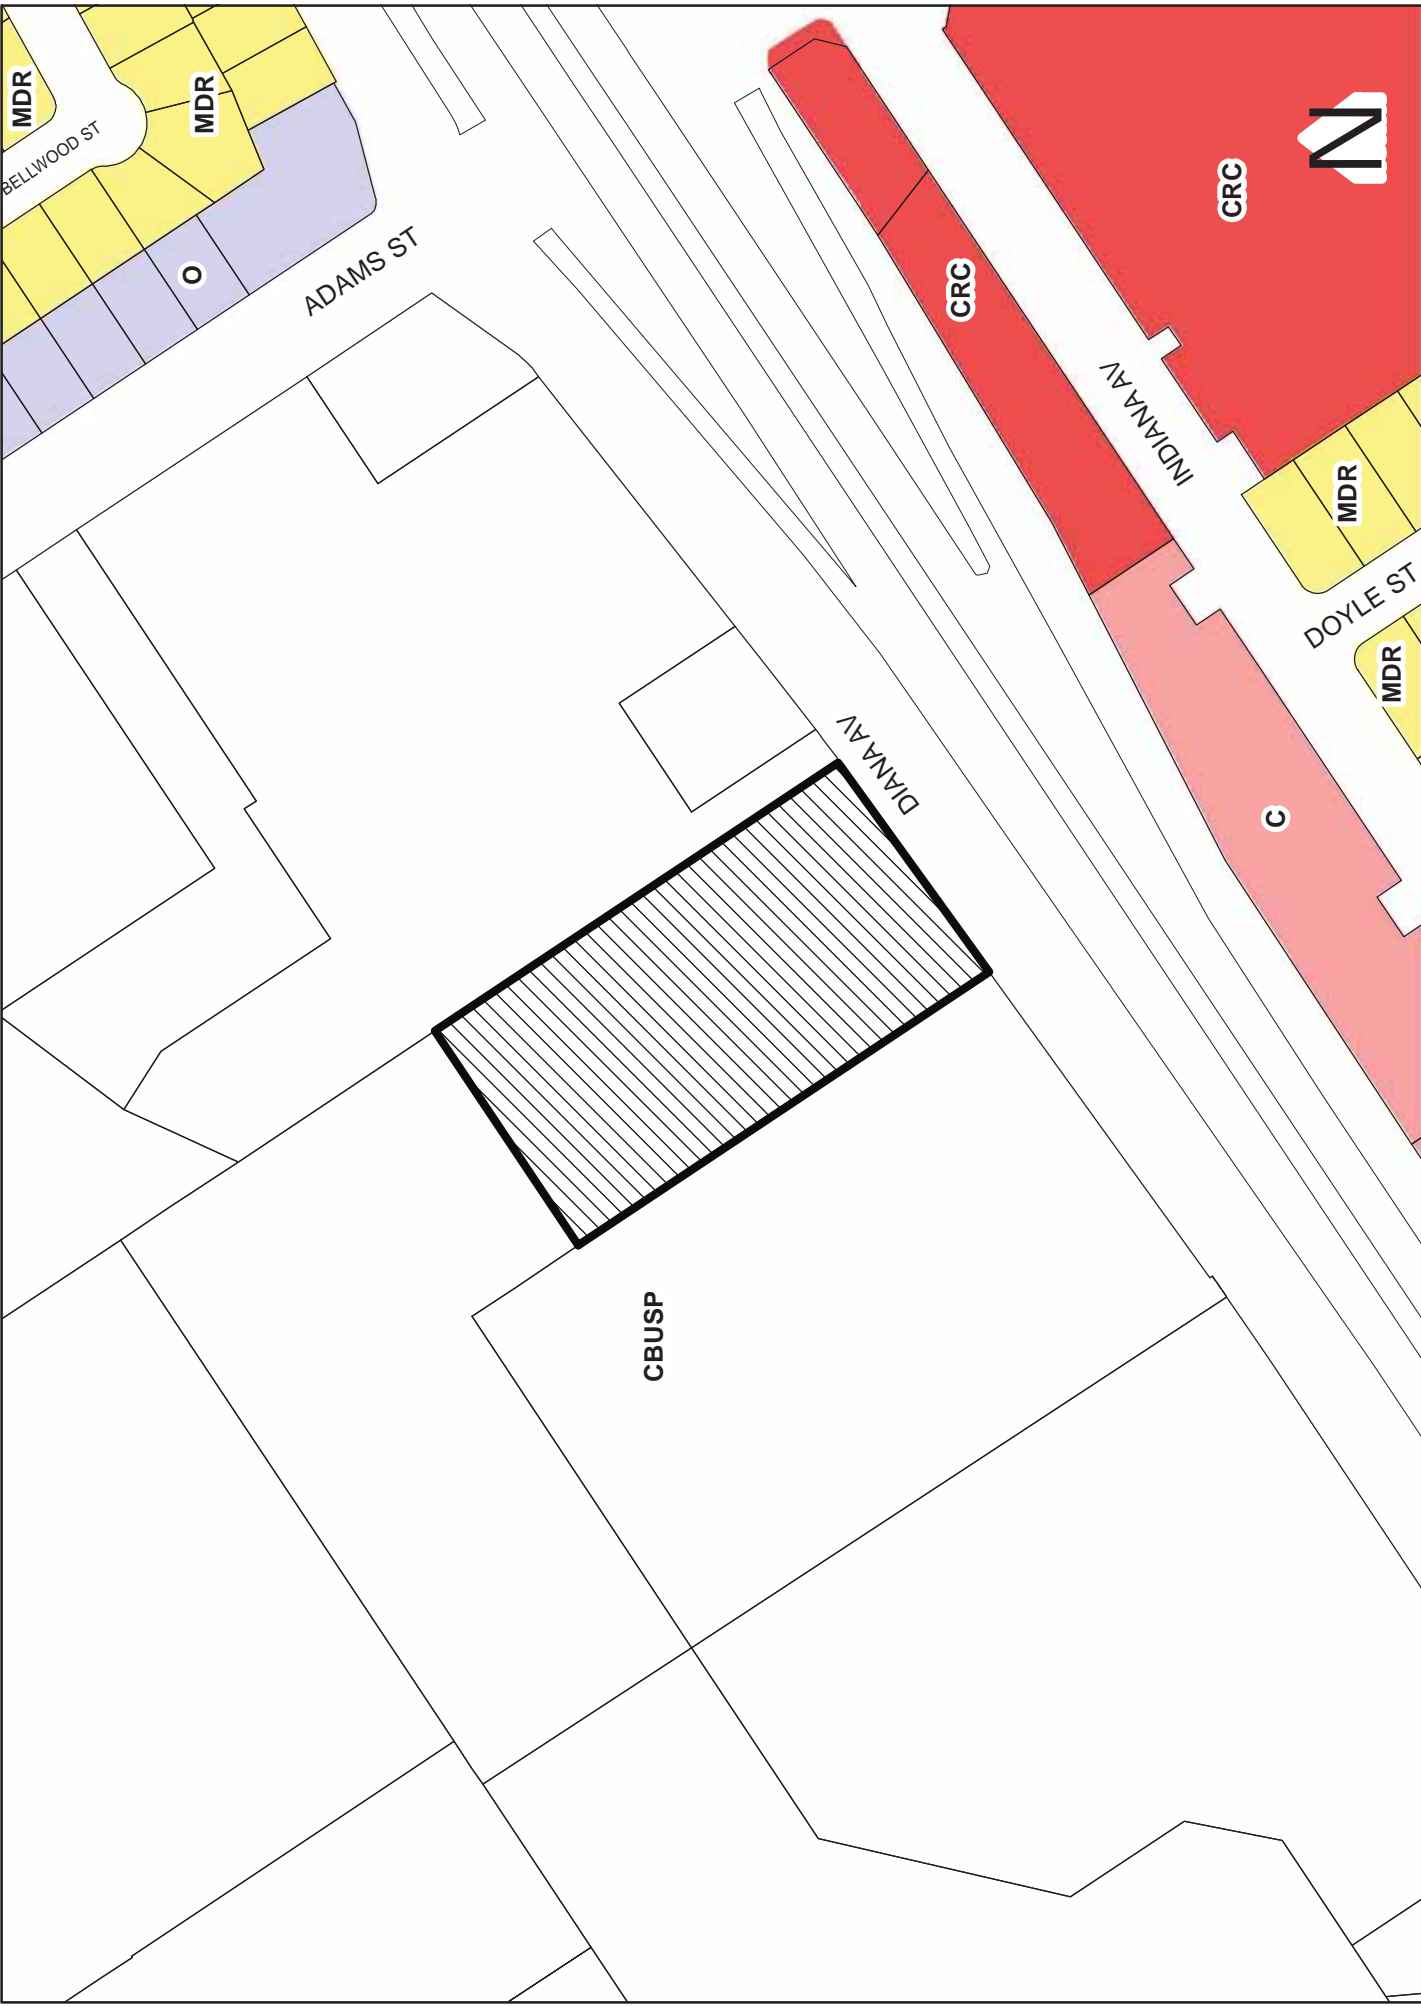 MDR
MDR
BELLWOOD ST
O
ADAMS ST
CRC
N
CRC
INDIANA AV
MDR
DOYLE ST
MDR
DIANA AV
C
CBUSP